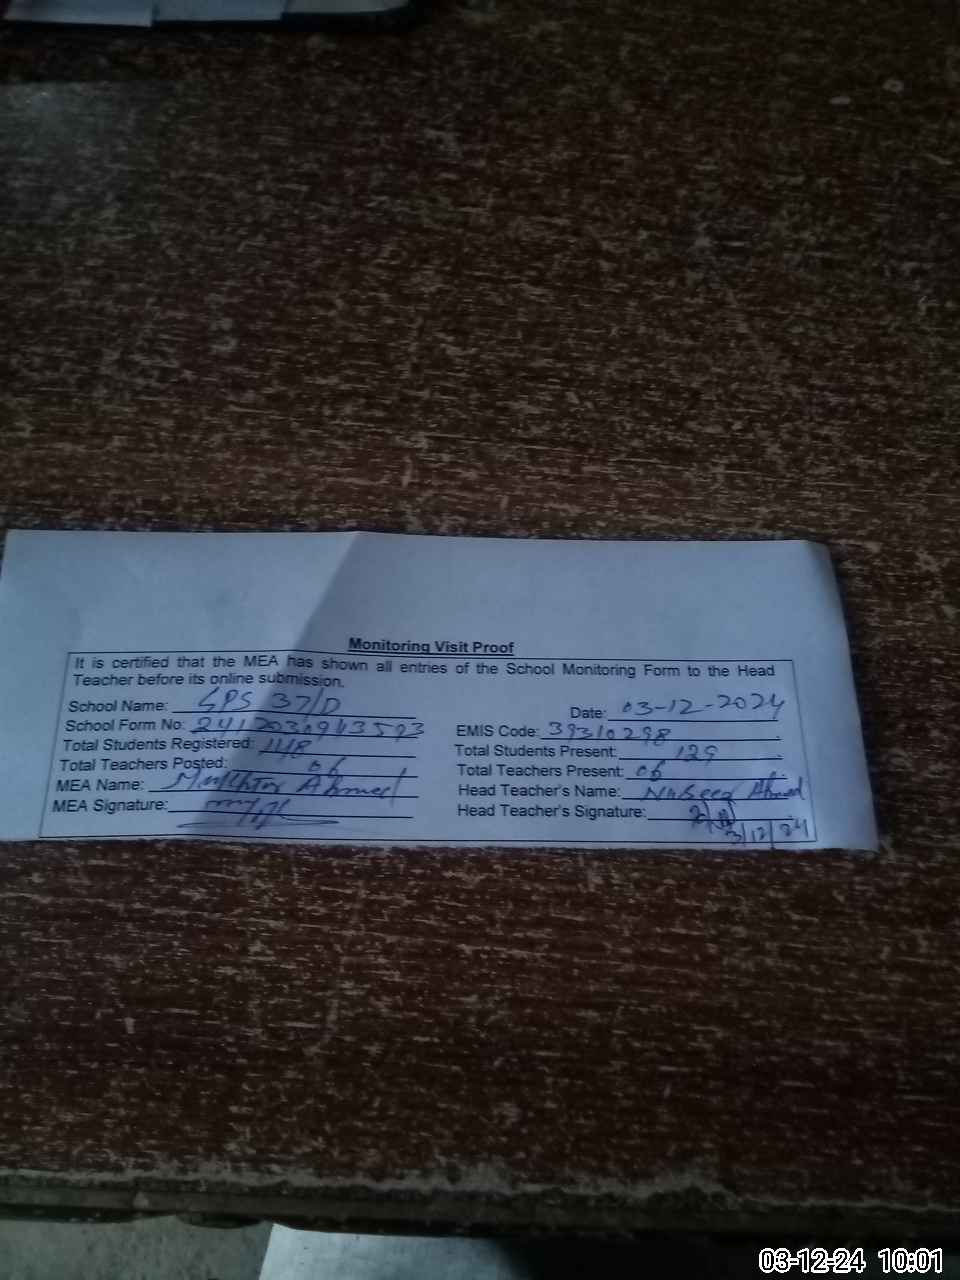 Monitoring Visit Proof
It is certified that the MEA has shown all entries of the School Monitoring Form to the Head
Teacher before its online submission.
School Name: GPS 37/D
Date: 03-12-2024
School Form No: 2412030943593
EMIS Code: 39310298
Total Students Registered: 148
Total Students Present: 129
Total Teachers Posted: 06
Total Teachers Present: 06
MEA Name: Mukhtar Ahmed
Head Teacher's Name: Naseer Ahmed
MEA Signature:
Head Teacher's Signature:
3/12/24
03-12-24 10:01